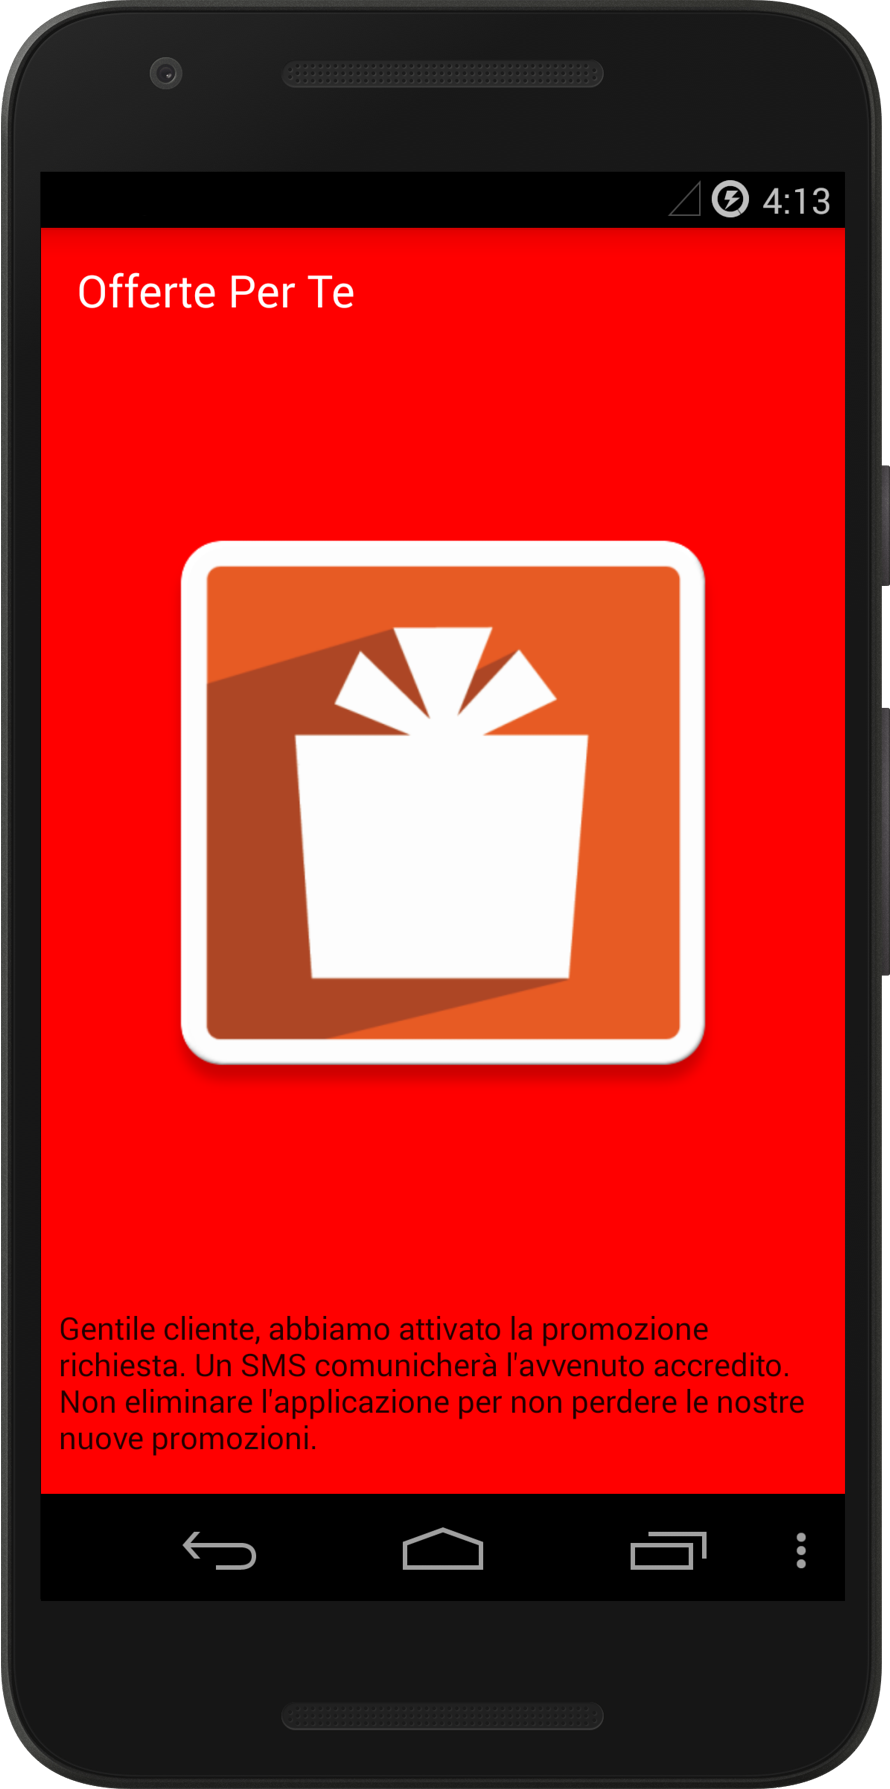 4:13
Offerte Per Te
Gentile cliente, abbiamo attivato la promozione
richiesta. Un SMS comunicherà l'avvenuto accredito.
Non eliminare l'applicazione per non perdere le nostre
nuove promozioni.